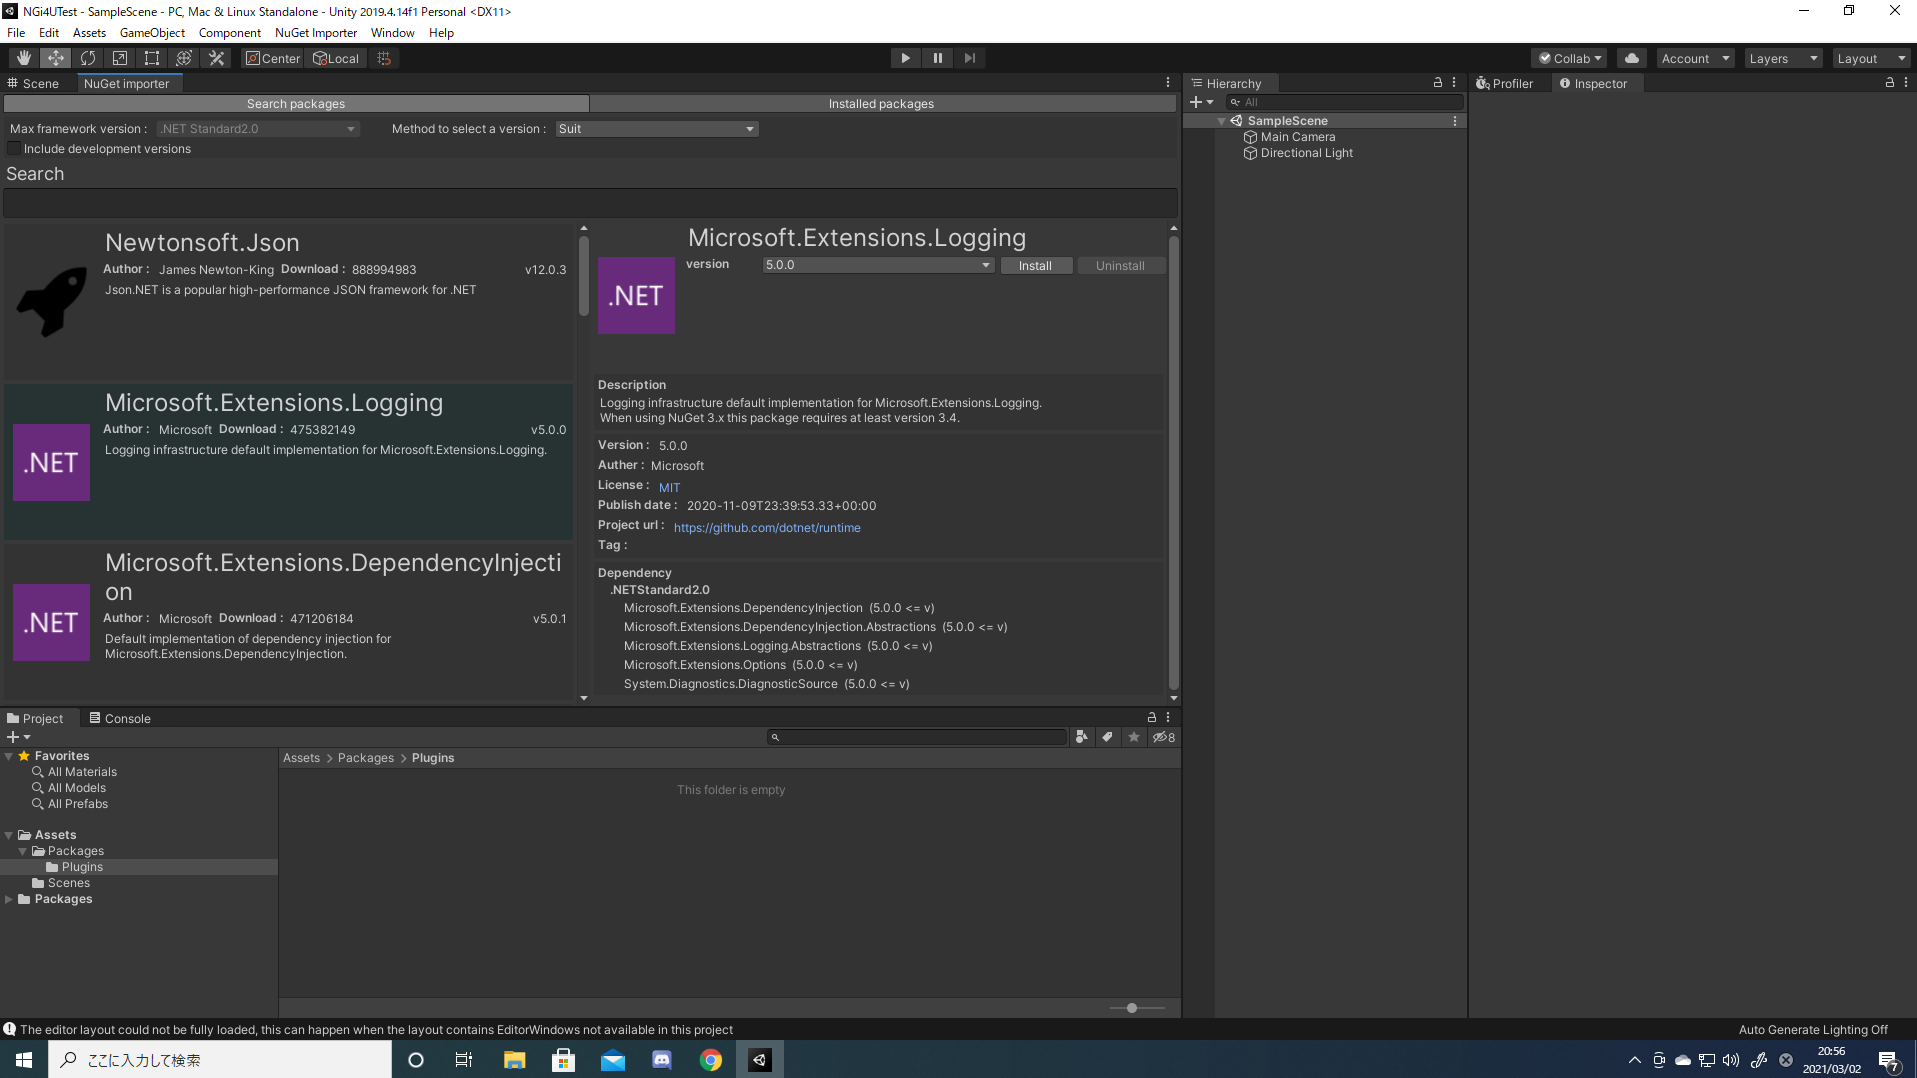 NGi4UTest - SampleScene - PC, Mac & Linux Standalone - Unity 2019.4.14f1 Personal <DX11>
File Edit Assets GameObject Component NuGet Importer Window Help
Center Local Collab Account Layers Layout
Scene NuGet importer
Search packages Installed packages
Max framework version : .NET Standard2.0 Method to select a version : Suit
Include development versions
Search
Newtonsoft.Json
Author : James Newton-King Download : 888994983 v12.0.3
Json.NET is a popular high-performance JSON framework for .NET
Microsoft.Extensions.Logging
.NET
Author : Microsoft Download : 475382149 v5.0.0
Logging infrastructure default implementation for Microsoft.Extensions.Logging.
Microsoft.Extensions.DependencyInjecti
on
.NET
Author : Microsoft Download : 471206184 v5.0.1
Default implementation of dependency injection for
Microsoft.Extensions.DependencyInjection.
Microsoft.Extensions.Logging
.NET
version 5.0.0 Install Uninstall
Description
Logging infrastructure default implementation for Microsoft.Extensions.Logging.
When using NuGet 3.x this package requires at least version 3.4.
Version : 5.0.0
Auther : Microsoft
License : MIT
Publish date : 2020-11-09T23:39:53.33+00:00
Project url : https://github.com/dotnet/runtime
Tag :
Dependency
.NETStandard2.0
Microsoft.Extensions.DependencyInjection (5.0.0 <= v)
Microsoft.Extensions.DependencyInjection.Abstractions (5.0.0 <= v)
Microsoft.Extensions.Logging.Abstractions (5.0.0 <= v)
Microsoft.Extensions.Options (5.0.0 <= v)
System.Diagnostics.DiagnosticSource (5.0.0 <= v)
Hierarchy
All
SampleScene
Main Camera
Directional Light
Profiler Inspector
Project Console
8
Favorites
All Materials
All Models
All Prefabs
Assets
Packages
Plugins
Scenes
Packages
Assets > Packages > Plugins
This folder is empty
The editor layout could not be fully loaded, this can happen when the layout contains EditorWindows not available in this project
Auto Generate Lighting Off
ここに入力して検索
20:56
2021/03/02
7